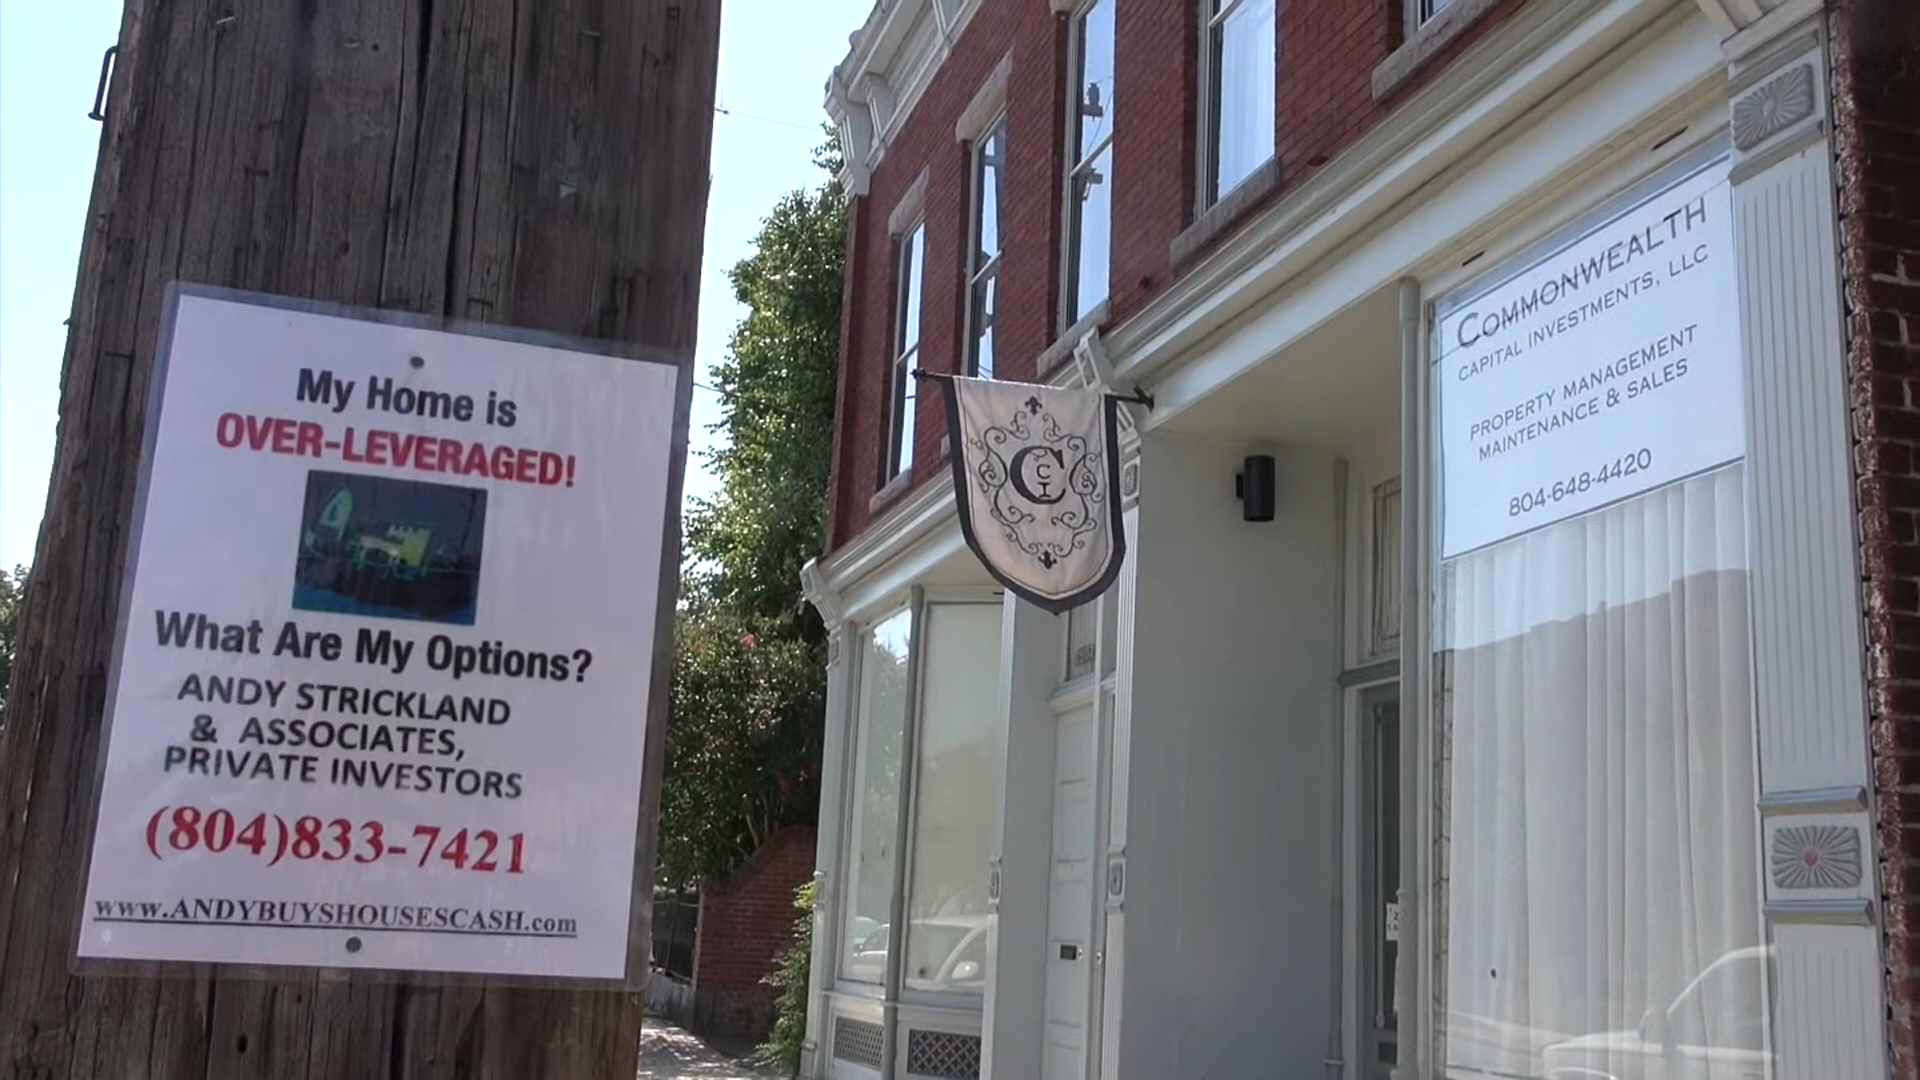 My Home is
OVER-LEVERAGED!
What Are My Options?
ANDY STRICKLAND
& ASSOCIATES,
PRIVATE INVESTORS
(804)833-7421
www.ANDYBUYSHOUSESCASH.com
CCI
COMMONWEALTH
CAPITAL INVESTMENTS, LLC
PROPERTY MANAGEMENT
MAINTENANCE & SALES
804-648-4420